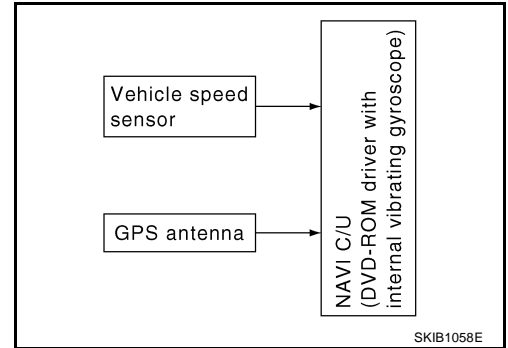 Vehicle speed
sensor
GPS antenna
NAVI C/U
(DVD-ROM driver with
internal vibrating gyroscope)
SKIB1058E